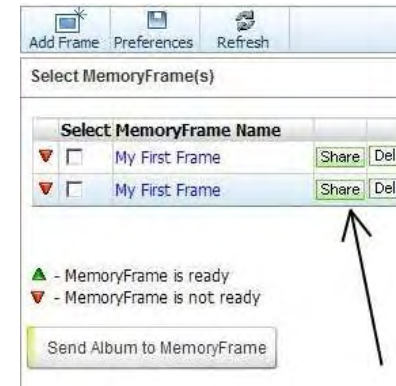 Add Frame Preferences Refresh
Select MemoryFrame(s)
Select MemoryFrame Name
My First Frame Share Del
My First Frame Share Del
- MemoryFrame is ready
- MemoryFrame is not ready
Send Album to MemoryFrame